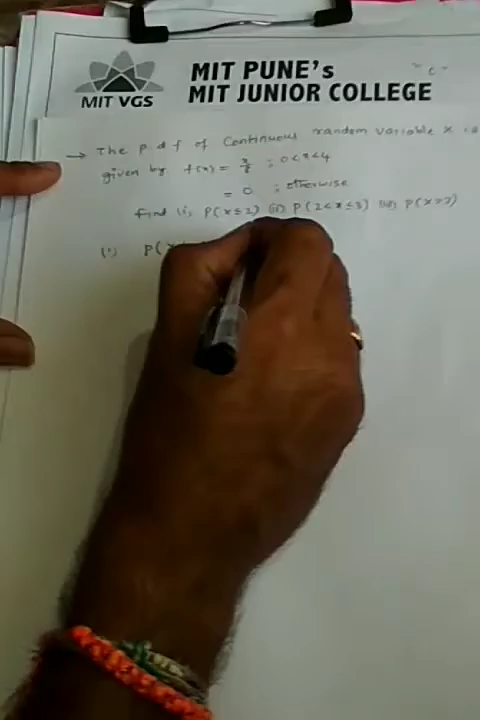 MIT VGS
MIT PUNE's
MIT JUNIOR COLLEGE
→ The p.d.f of Continuous random variable x is
given by f(x) = x/8 ; 0<x<4
= 0 ; otherwise
Find (i) P(x≤2) (ii) P(2<x≤3) (iii) P(x>3)
(i) P(x